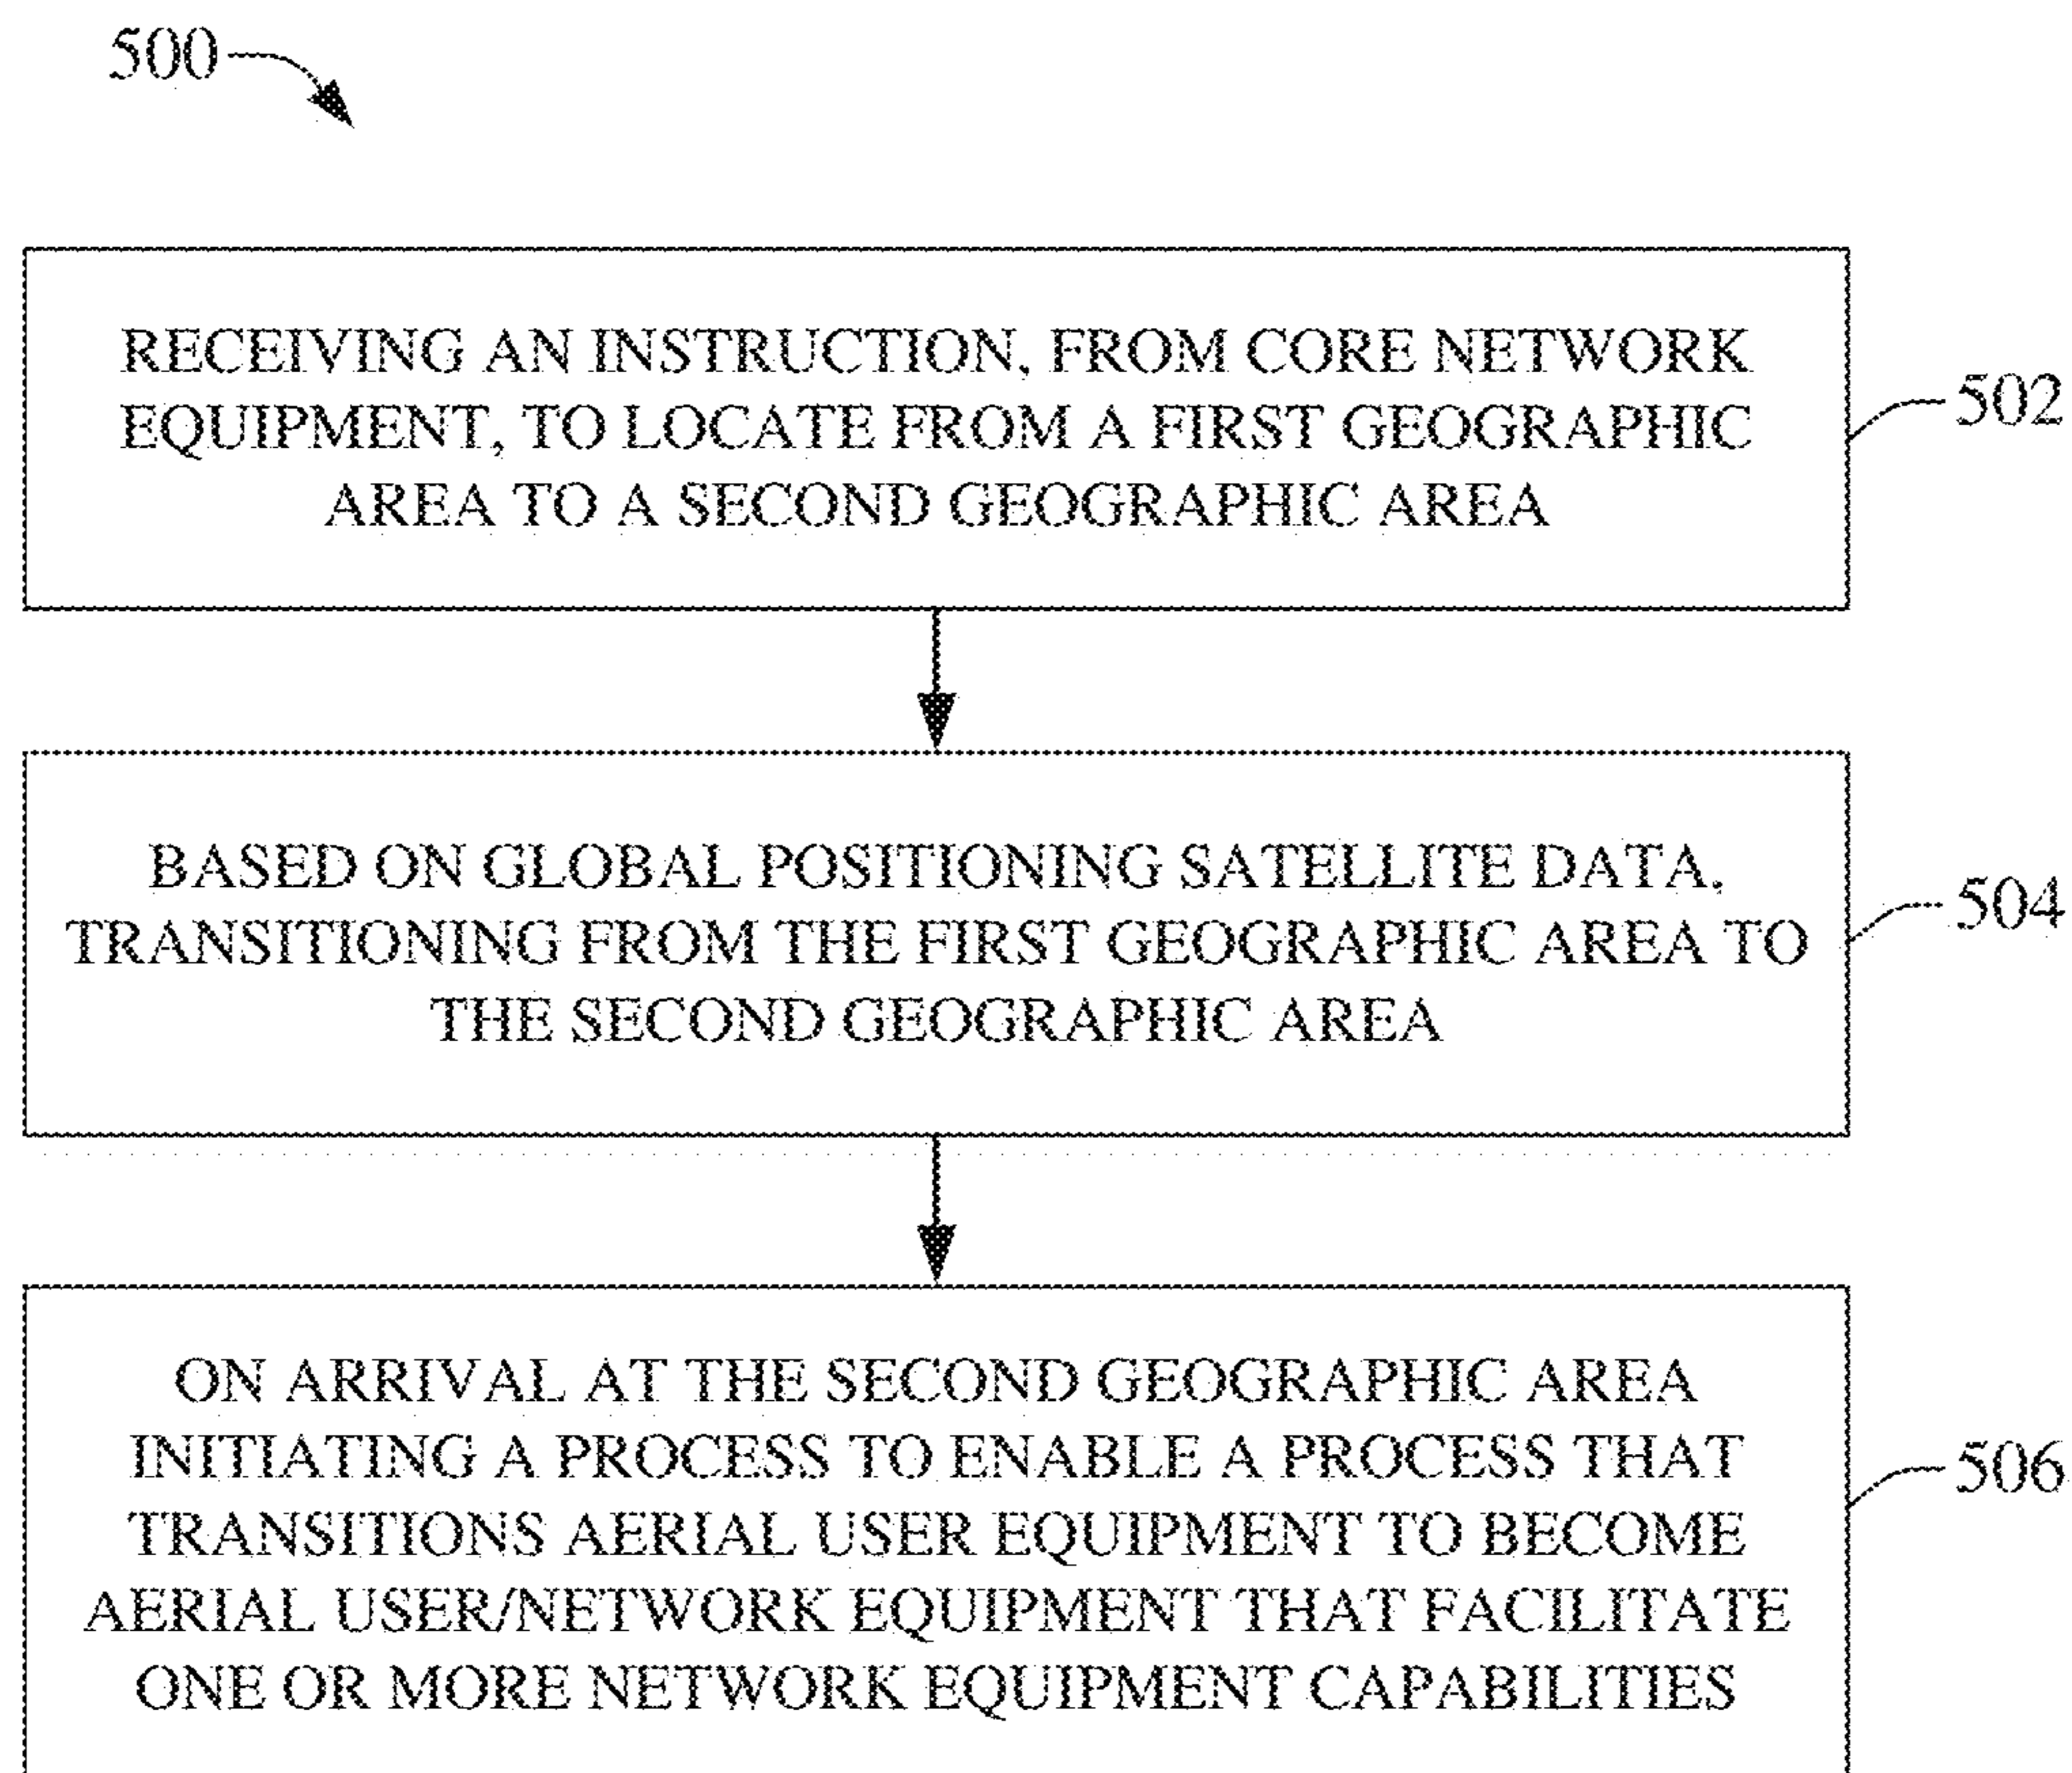 500
RECEIVING AN INSTRUCTION, FROM CORE NETWORK
EQUIPMENT, TO LOCATE FROM A FIRST GEOGRAPHIC
AREA TO A SECOND GEOGRAPHIC AREA
502
BASED ON GLOBAL POSITIONING SATELLITE DATA,
TRANSITIONING FROM THE FIRST GEOGRAPHIC AREA TO
THE SECOND GEOGRAPHIC AREA
504
ON ARRIVAL AT THE SECOND GEOGRAPHIC AREA
INITIATING A PROCESS TO ENABLE A PROCESS THAT
TRANSITIONS AERIAL USER EQUIPMENT TO BECOME
AERIAL USER/NETWORK EQUIPMENT THAT FACILITATE
ONE OR MORE NETWORK EQUIPMENT CAPABILITIES
506